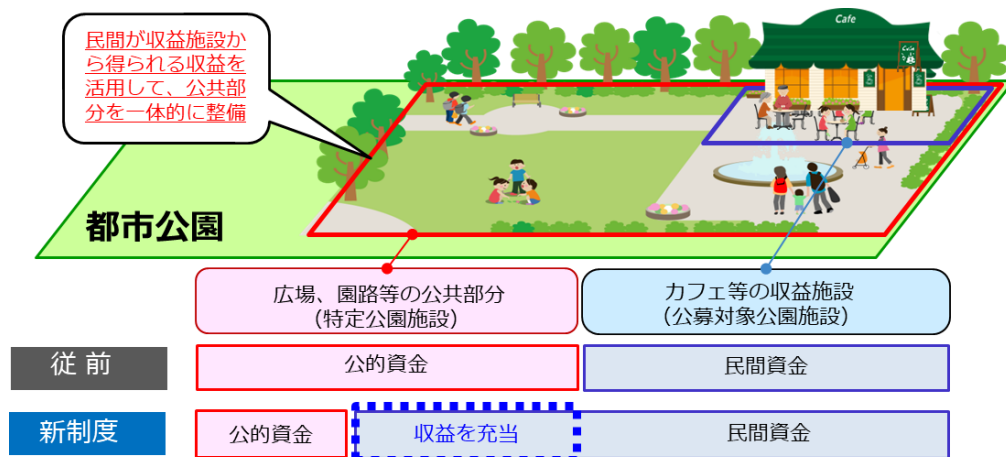 Cafe
民間が収益施設か
ら得られる収益を
活用して、公共部
分を一体的に整備
都市公園
広場、園路等の公共部分
(特定公園施設)
カフェ等の収益施設
(公募対象公園施設)
従 前
公的資金
民間資金
新制度
公的資金
収益を充当
民間資金